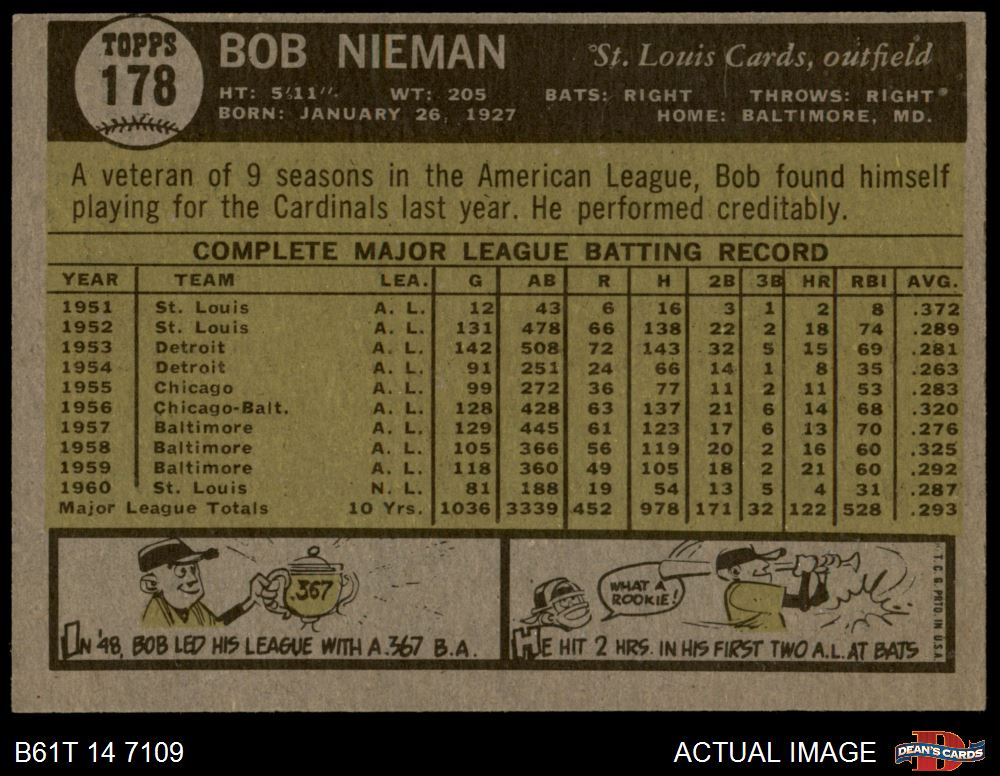 TOPPS
178
BOB NIEMAN
St. Louis Cards, outfield
HT: 5'11" WT: 205 BATS: RIGHT THROWS: RIGHT
BORN: JANUARY 26, 1927 HOME: BALTIMORE, MD.
A veteran of 9 seasons in the American League, Bob found himself
playing for the Cardinals last year. He performed creditably.
COMPLETE MAJOR LEAGUE BATTING RECORD
YEAR TEAM LEA. G AB R H 2B 3B HR RBI AVG.
1951 St. Louis A. L. 12 43 6 16 3 1 2 8 .372
1952 St. Louis A. L. 131 478 66 138 22 2 18 74 .289
1953 Detroit A. L. 142 508 72 143 32 5 15 69 .281
1954 Detroit A. L. 91 251 24 66 14 1 8 35 .263
1955 Chicago A. L. 99 272 36 77 11 2 11 53 .283
1956 Chicago-Balt. A. L. 128 428 63 137 21 6 14 68 .320
1957 Baltimore A. L. 129 445 61 123 17 6 13 70 .276
1958 Baltimore A. L. 105 366 56 119 20 2 16 60 .325
1959 Baltimore A. L. 118 360 49 105 18 2 21 60 .292
1960 St. Louis N. L. 81 188 19 54 13 5 4 31 .287
Major League Totals 10 Yrs. 1036 3339 452 978 171 32 122 528 .293
.367
IN '48, BOB LED HIS LEAGUE WITH A .367 B.A.
WHAT A
ROOKIE!
HE HIT 2 HRS. IN HIS FIRST TWO A.L. AT BATS
T. C. G. PRTD. IN U.S.A.
B61T 14 7109
ACTUAL IMAGE
DEAN'S CARDS